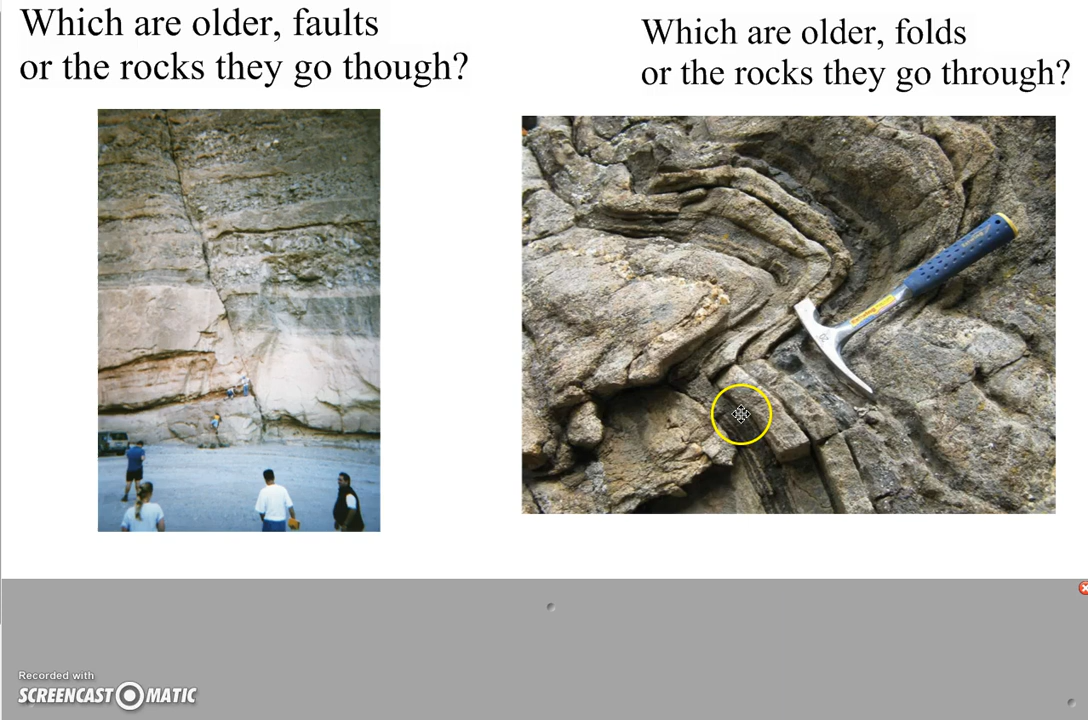 Which are older, faults
or the rocks they go though?
Which are older, folds
or the rocks they go through?
Recorded with
SCREENCAST MATIC